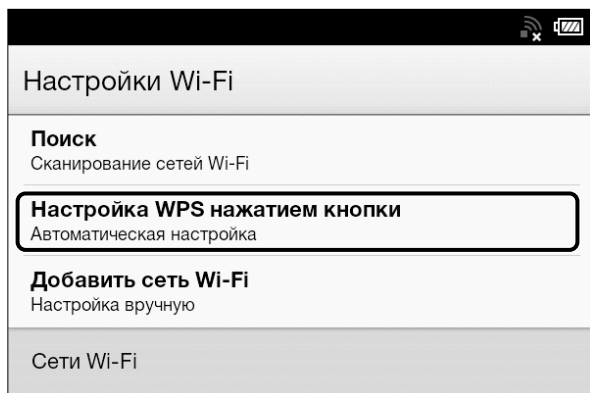 Настройки Wi-Fi
Поиск
Сканирование сетей Wi-Fi
Настройка WPS нажатием кнопки
Автоматическая настройка
Добавить сеть Wi-Fi
Настройка вручную
Сети Wi-Fi